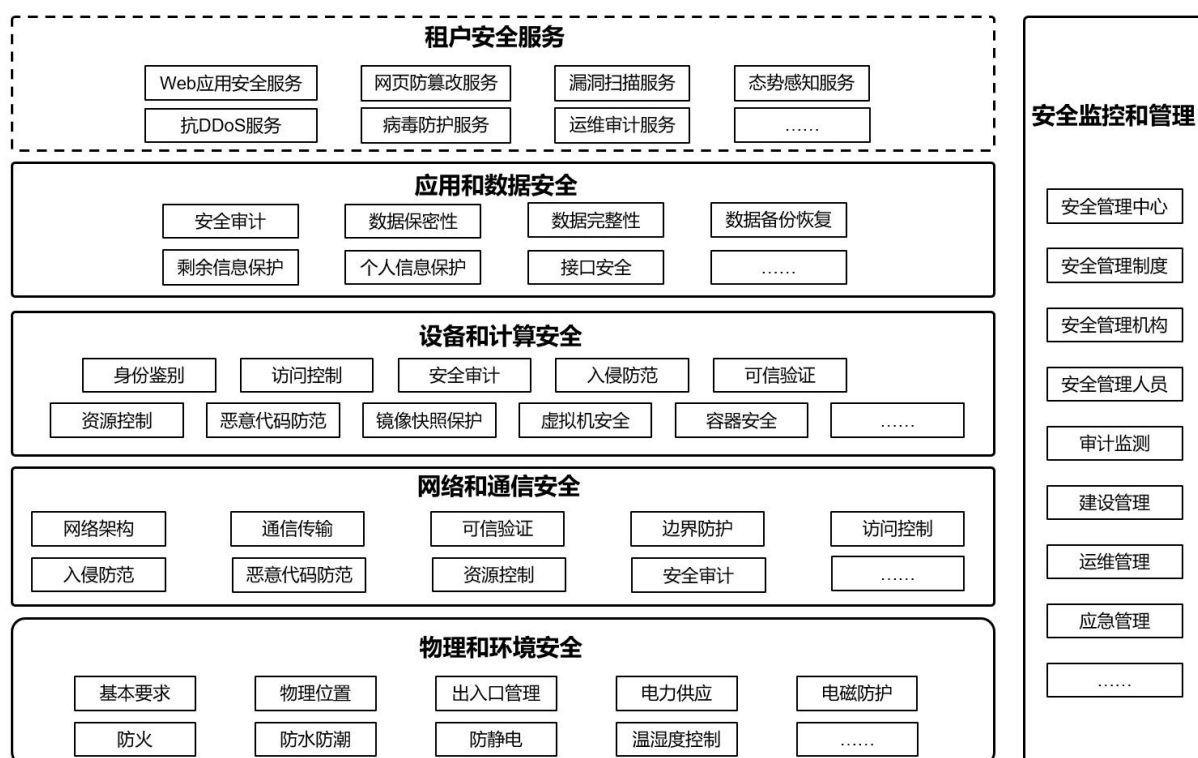 租户安全服务
Web应用安全服务 网页防篡改服务 漏洞扫描服务 态势感知服务
抗DDoS服务 病毒防护服务 运维审计服务 ……
应用和数据安全
安全审计 数据保密性 数据完整性 数据备份恢复
剩余信息保护 个人信息保护 接口安全 ……
设备和计算安全
身份鉴别 访问控制 安全审计 入侵防范 可信验证
资源控制 恶意代码防范 镜像快照保护 虚拟机安全 容器安全 ……
网络和通信安全
网络架构 通信传输 可信验证 边界防护 访问控制
入侵防范 恶意代码防范 资源控制 安全审计 ……
物理和环境安全
基本要求 物理位置 出入口管理 电力供应 电磁防护
防火 防水防潮 防静电 温湿度控制 ……
安全监控和管理
安全管理中心
安全管理制度
安全管理机构
安全管理人员
审计监测
建设管理
运维管理
应急管理
……